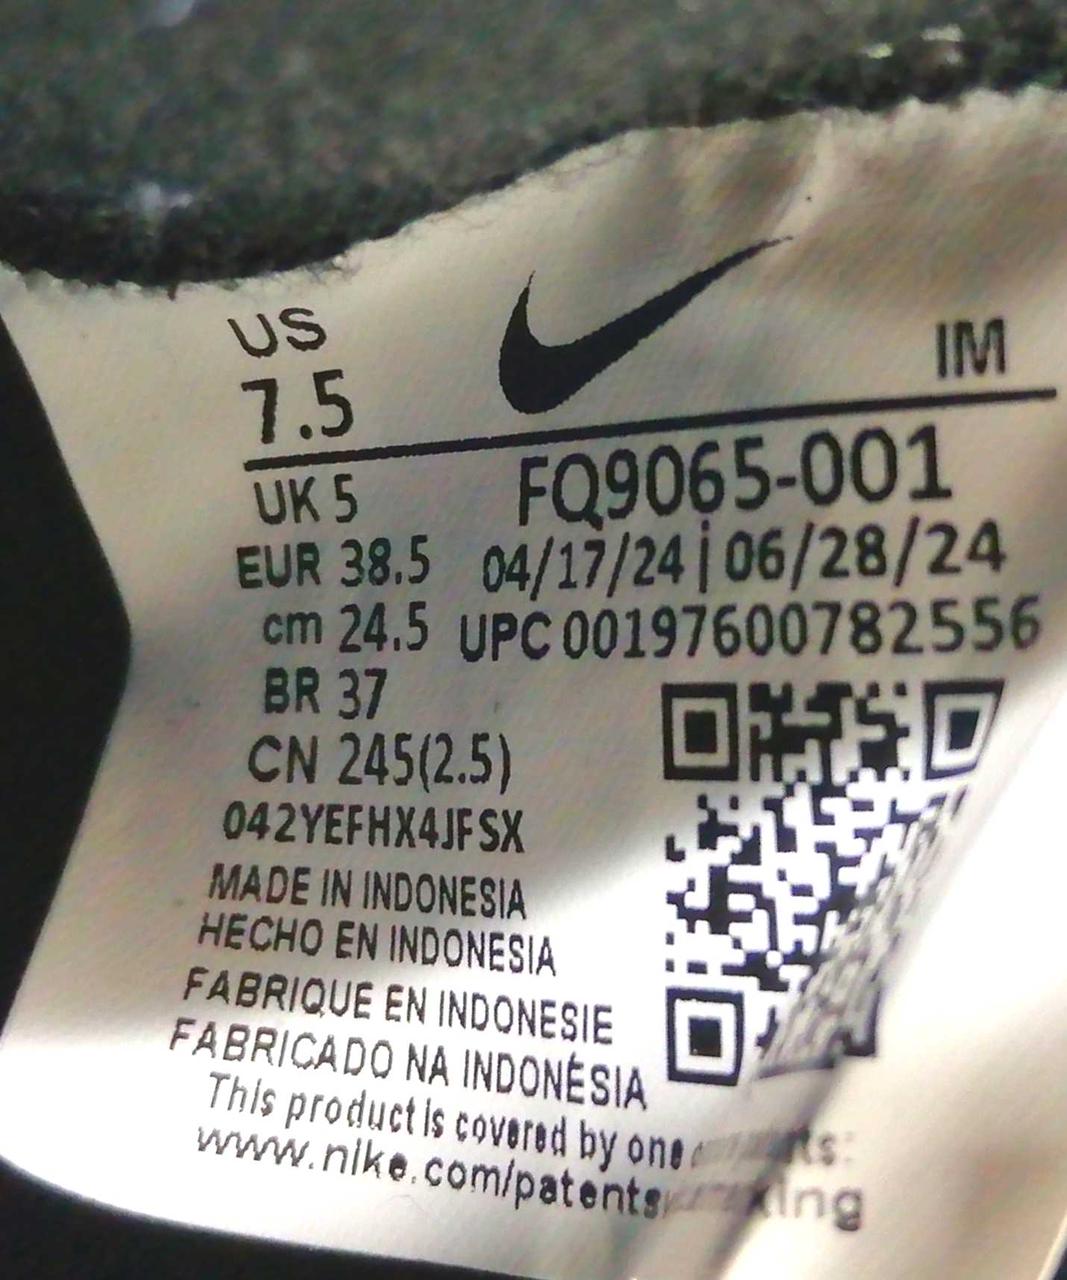 US
7.5
IM
UK 5
FQ9065-001
EUR 38.5
04/17/24 | 06/28/24
cm 24.5
UPC 00197600782556
BR 37
CN 245(2.5)
042YEFHX4JFSX
MADE IN INDONESIA
HECHO EN INDONESIA
FABRIQUE EN INDONESIE
FABRICADO NA INDONÉSIA
This product is covered by one
www.nike.com/patents